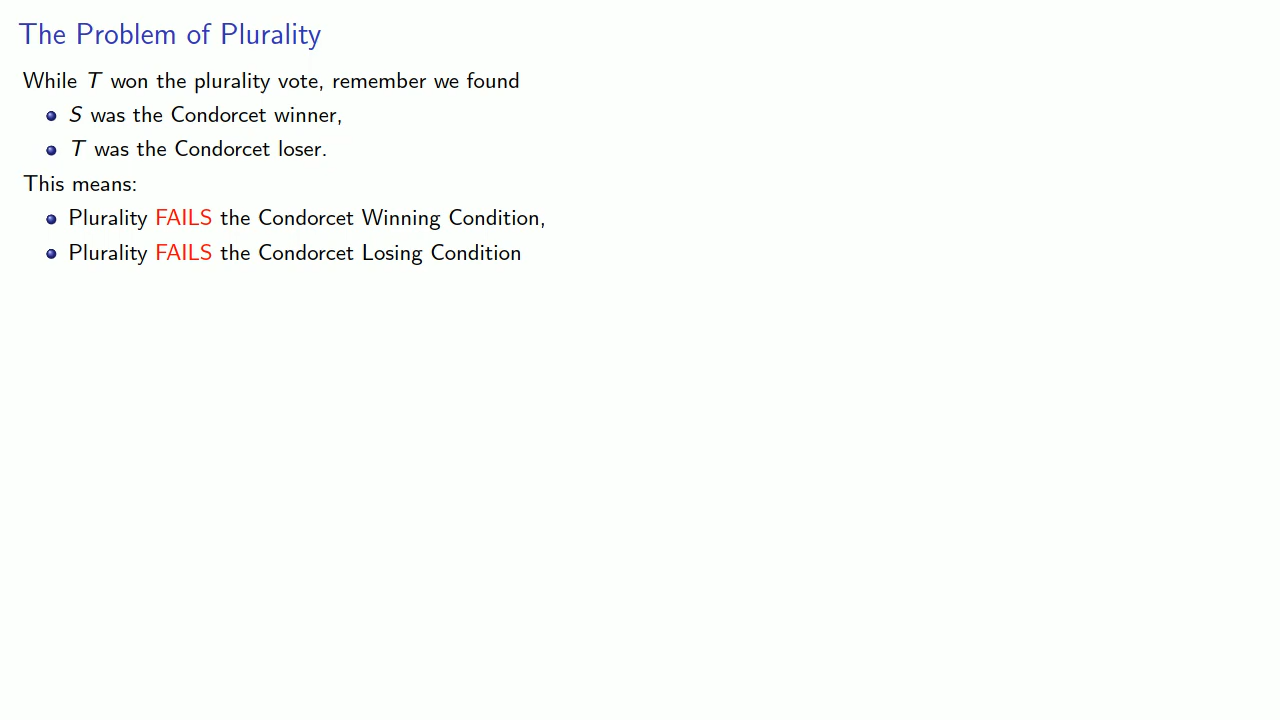 The Problem of Plurality
While T won the plurality vote, remember we found
S was the Condorcet winner,
T was the Condorcet loser.
This means:
Plurality FAILS the Condorcet Winning Condition,
Plurality FAILS the Condorcet Losing Condition